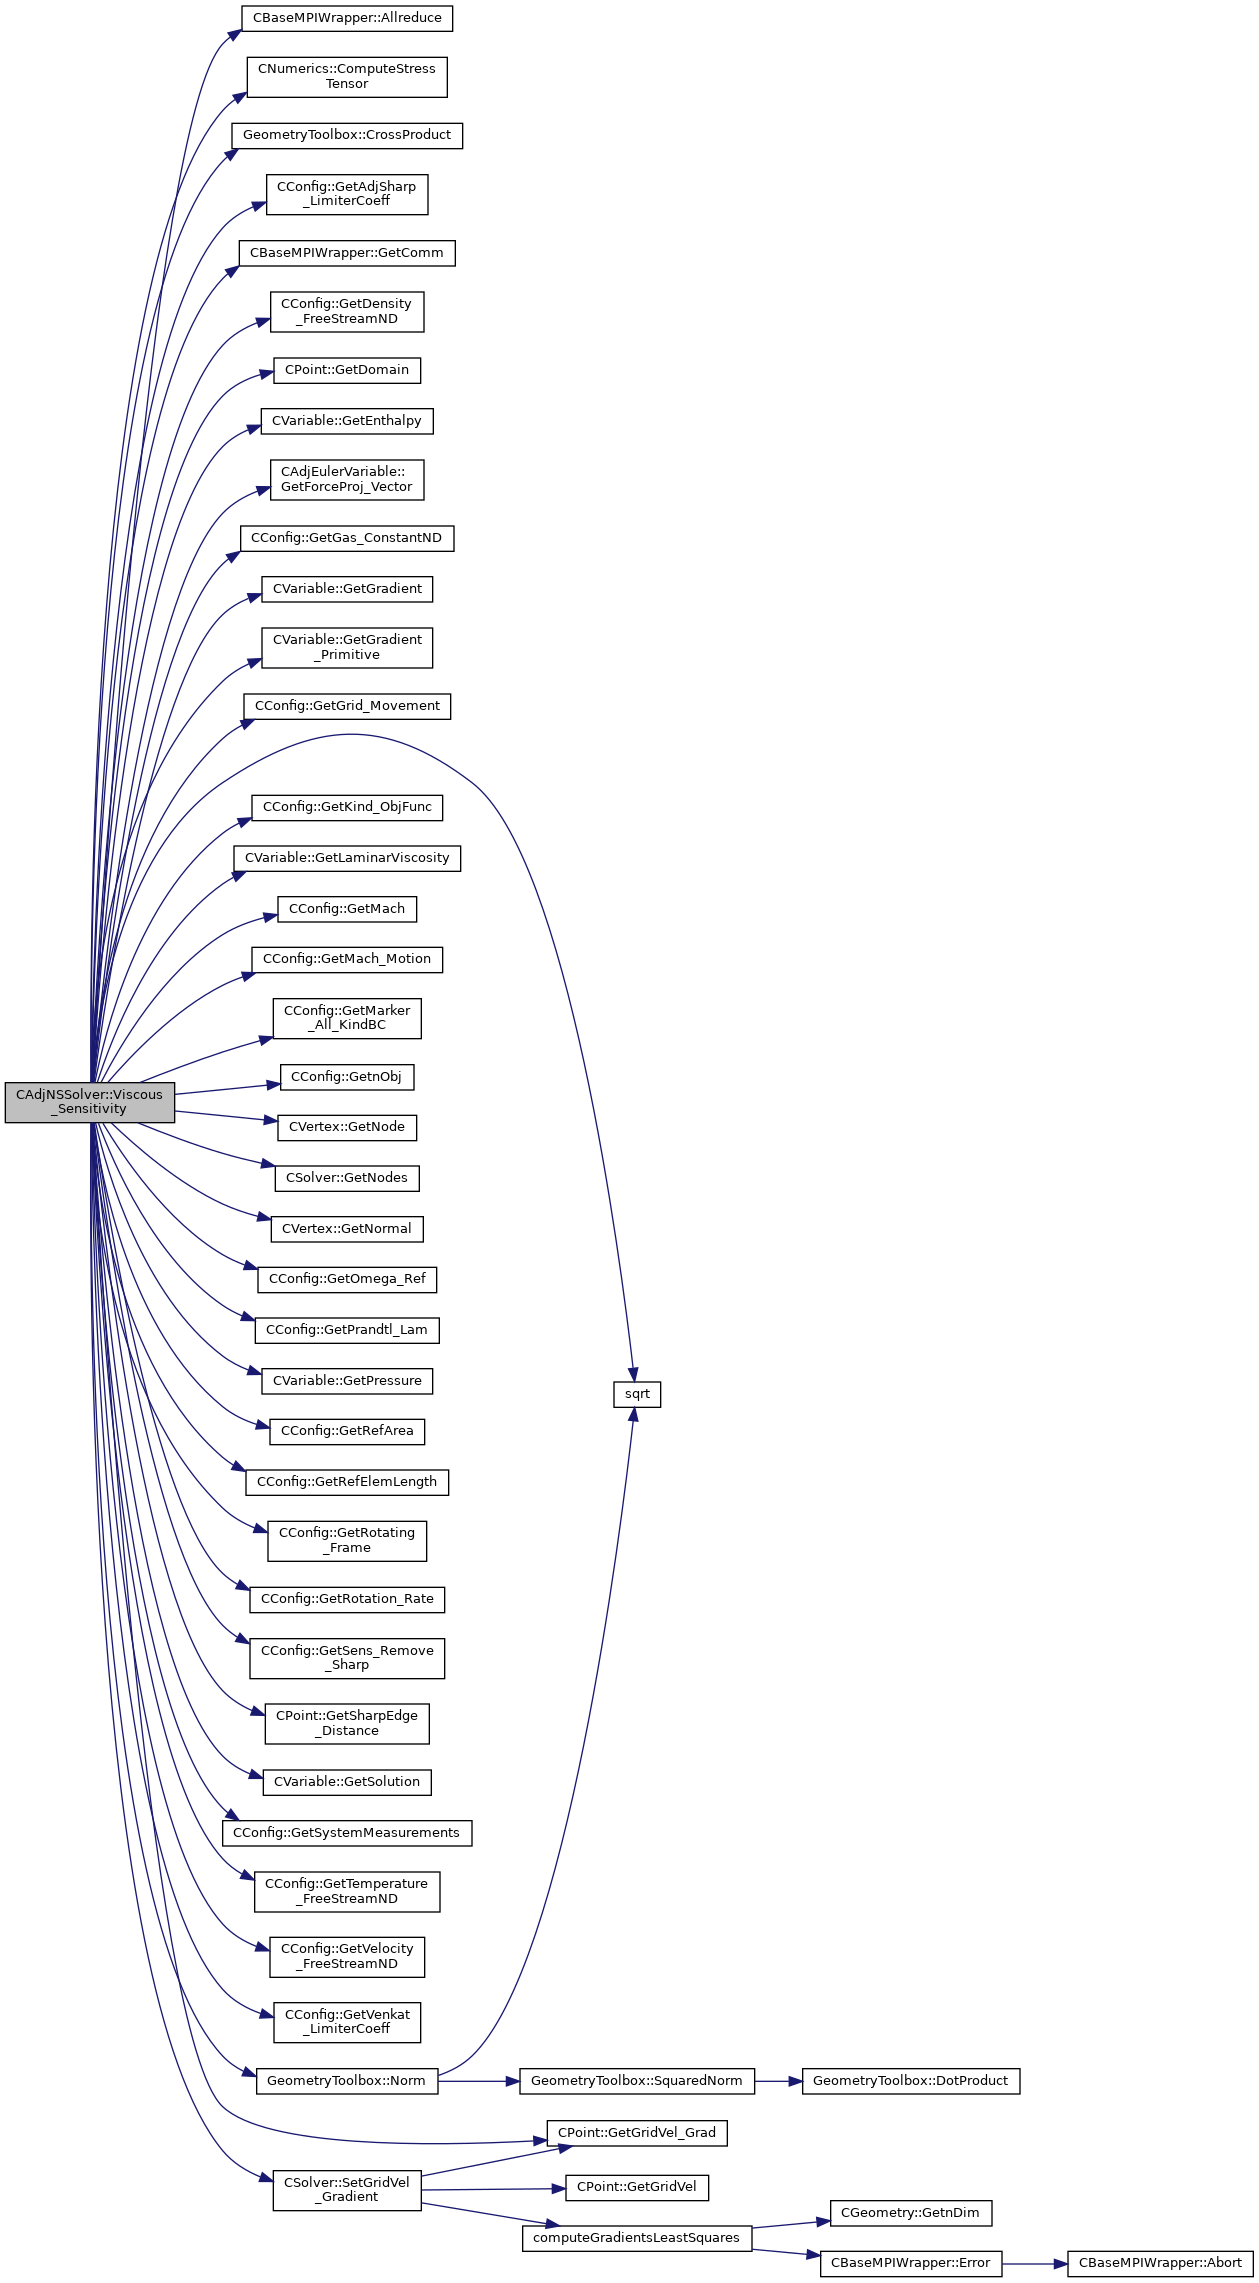 CBaseMPIWrapper::Allreduce
CNumerics::ComputeStress
Tensor
GeometryToolbox::CrossProduct
CConfig::GetAdjSharp
_LimiterCoeff
CBaseMPIWrapper::GetComm
CConfig::GetDensity
_FreeStreamND
CPoint::GetDomain
CVariable::GetEnthalpy
CAdjEulerVariable::
GetForceProj_Vector
CConfig::GetGas_ConstantND
CVariable::GetGradient
CVariable::GetGradient
_Primitive
CConfig::GetGrid_Movement
CConfig::GetKind_ObjFunc
CVariable::GetLaminarViscosity
CConfig::GetMach
CConfig::GetMach_Motion
CConfig::GetMarker
_All_KindBC
CConfig::GetnObj
CAdjNSSolver::Viscous
_Sensitivity
CVertex::GetNode
CSolver::GetNodes
CVertex::GetNormal
CConfig::GetOmega_Ref
CConfig::GetPrandtl_Lam
CVariable::GetPressure
sqrt
CConfig::GetRefArea
CConfig::GetRefElemLength
CConfig::GetRotating
_Frame
CConfig::GetRotation_Rate
CConfig::GetSens_Remove
_Sharp
CPoint::GetSharpEdge
_Distance
CVariable::GetSolution
CConfig::GetSystemMeasurements
CConfig::GetTemperature
_FreeStreamND
CConfig::GetVelocity
_FreeStreamND
CConfig::GetVenkat
_LimiterCoeff
GeometryToolbox::Norm
GeometryToolbox::SquaredNorm
GeometryToolbox::DotProduct
CPoint::GetGridVel_Grad
CSolver::SetGridVel
_Gradient
CPoint::GetGridVel
computeGradientsLeastSquares
CGeometry::GetnDim
CBaseMPIWrapper::Error
CBaseMPIWrapper::Abort